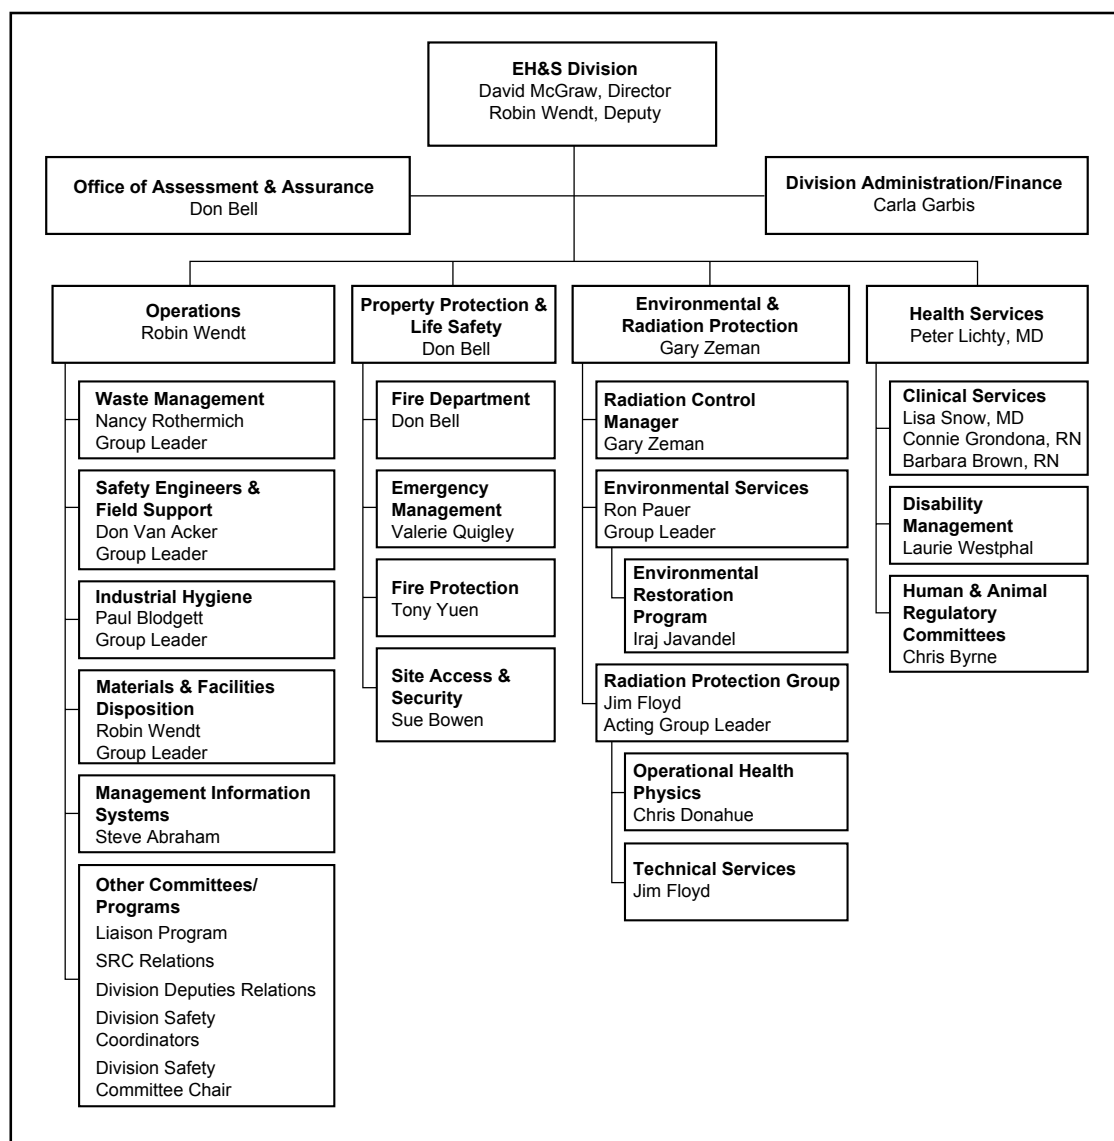 EH&S Division
David McGraw, Director
Robin Wendt, Deputy
Office of Assessment & Assurance
Don Bell
Division Administration/Finance
Carla Garbis
Operations
Robin Wendt
Waste Management
Nancy Rothermich
Group Leader
Safety Engineers &
Field Support
Don Van Acker
Group Leader
Industrial Hygiene
Paul Blodgett
Group Leader
Materials & Facilities
Disposition
Robin Wendt
Group Leader
Management Information
Systems
Steve Abraham
Other Committees/
Programs
Liaison Program
SRC Relations
Division Deputies Relations
Division Safety
Coordinators
Division Safety
Committee Chair
Property Protection &
Life Safety
Don Bell
Fire Department
Don Bell
Emergency
Management
Valerie Quigley
Fire Protection
Tony Yuen
Site Access &
Security
Sue Bowen
Environmental &
Radiation Protection
Gary Zeman
Radiation Control
Manager
Gary Zeman
Environmental Services
Ron Pauer
Group Leader
Environmental
Restoration
Program
Iraj Javandel
Radiation Protection Group
Jim Floyd
Acting Group Leader
Operational Health
Physics
Chris Donahue
Technical Services
Jim Floyd
Health Services
Peter Lichty, MD
Clinical Services
Lisa Snow, MD
Connie Grondona, RN
Barbara Brown, RN
Disability
Management
Laurie Westphal
Human & Animal
Regulatory
Committees
Chris Byrne